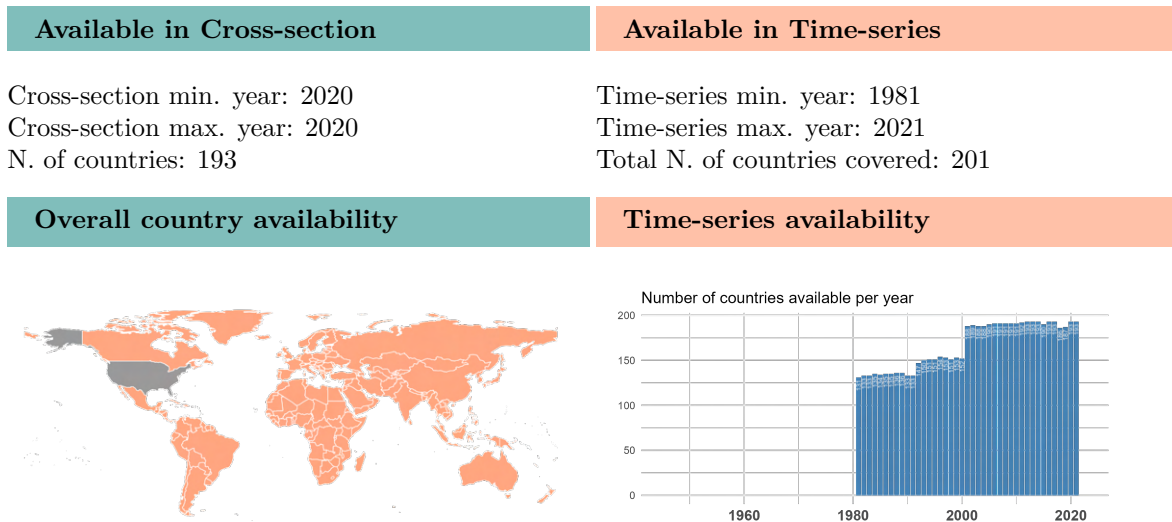 Available in Cross-section
Available in Time-series
Cross-section min. year: 2020
Cross-section max. year: 2020
N. of countries: 193
Time-series min. year: 1981
Time-series max. year: 2021
Total N. of countries covered: 201
Overall country availability
Time-series availability
Number of countries available per year
200
150
100
50
0
1960
1980
2000
2020